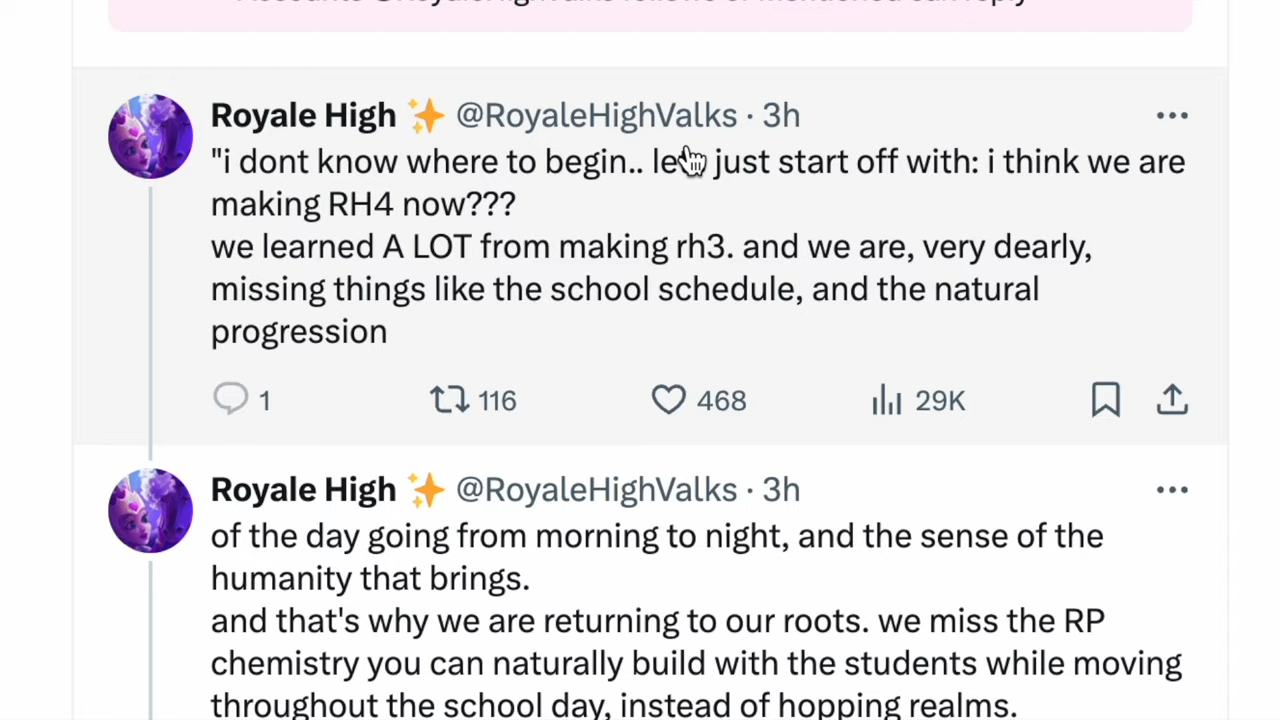 Royale High ✨ @RoyaleHighValks · 3h
"i dont know where to begin.. just start off with: i think we are
making RH4 now???
we learned A LOT from making rh3. and we are, very dearly,
missing things like the school schedule, and the natural
progression
1 116 468 29K
Royale High ✨ @RoyaleHighValks · 3h
of the day going from morning to night, and the sense of the
humanity that brings.
and that's why we are returning to our roots. we miss the RP
chemistry you can naturally build with the students while moving
throughout the school day, instead of hopping realms.